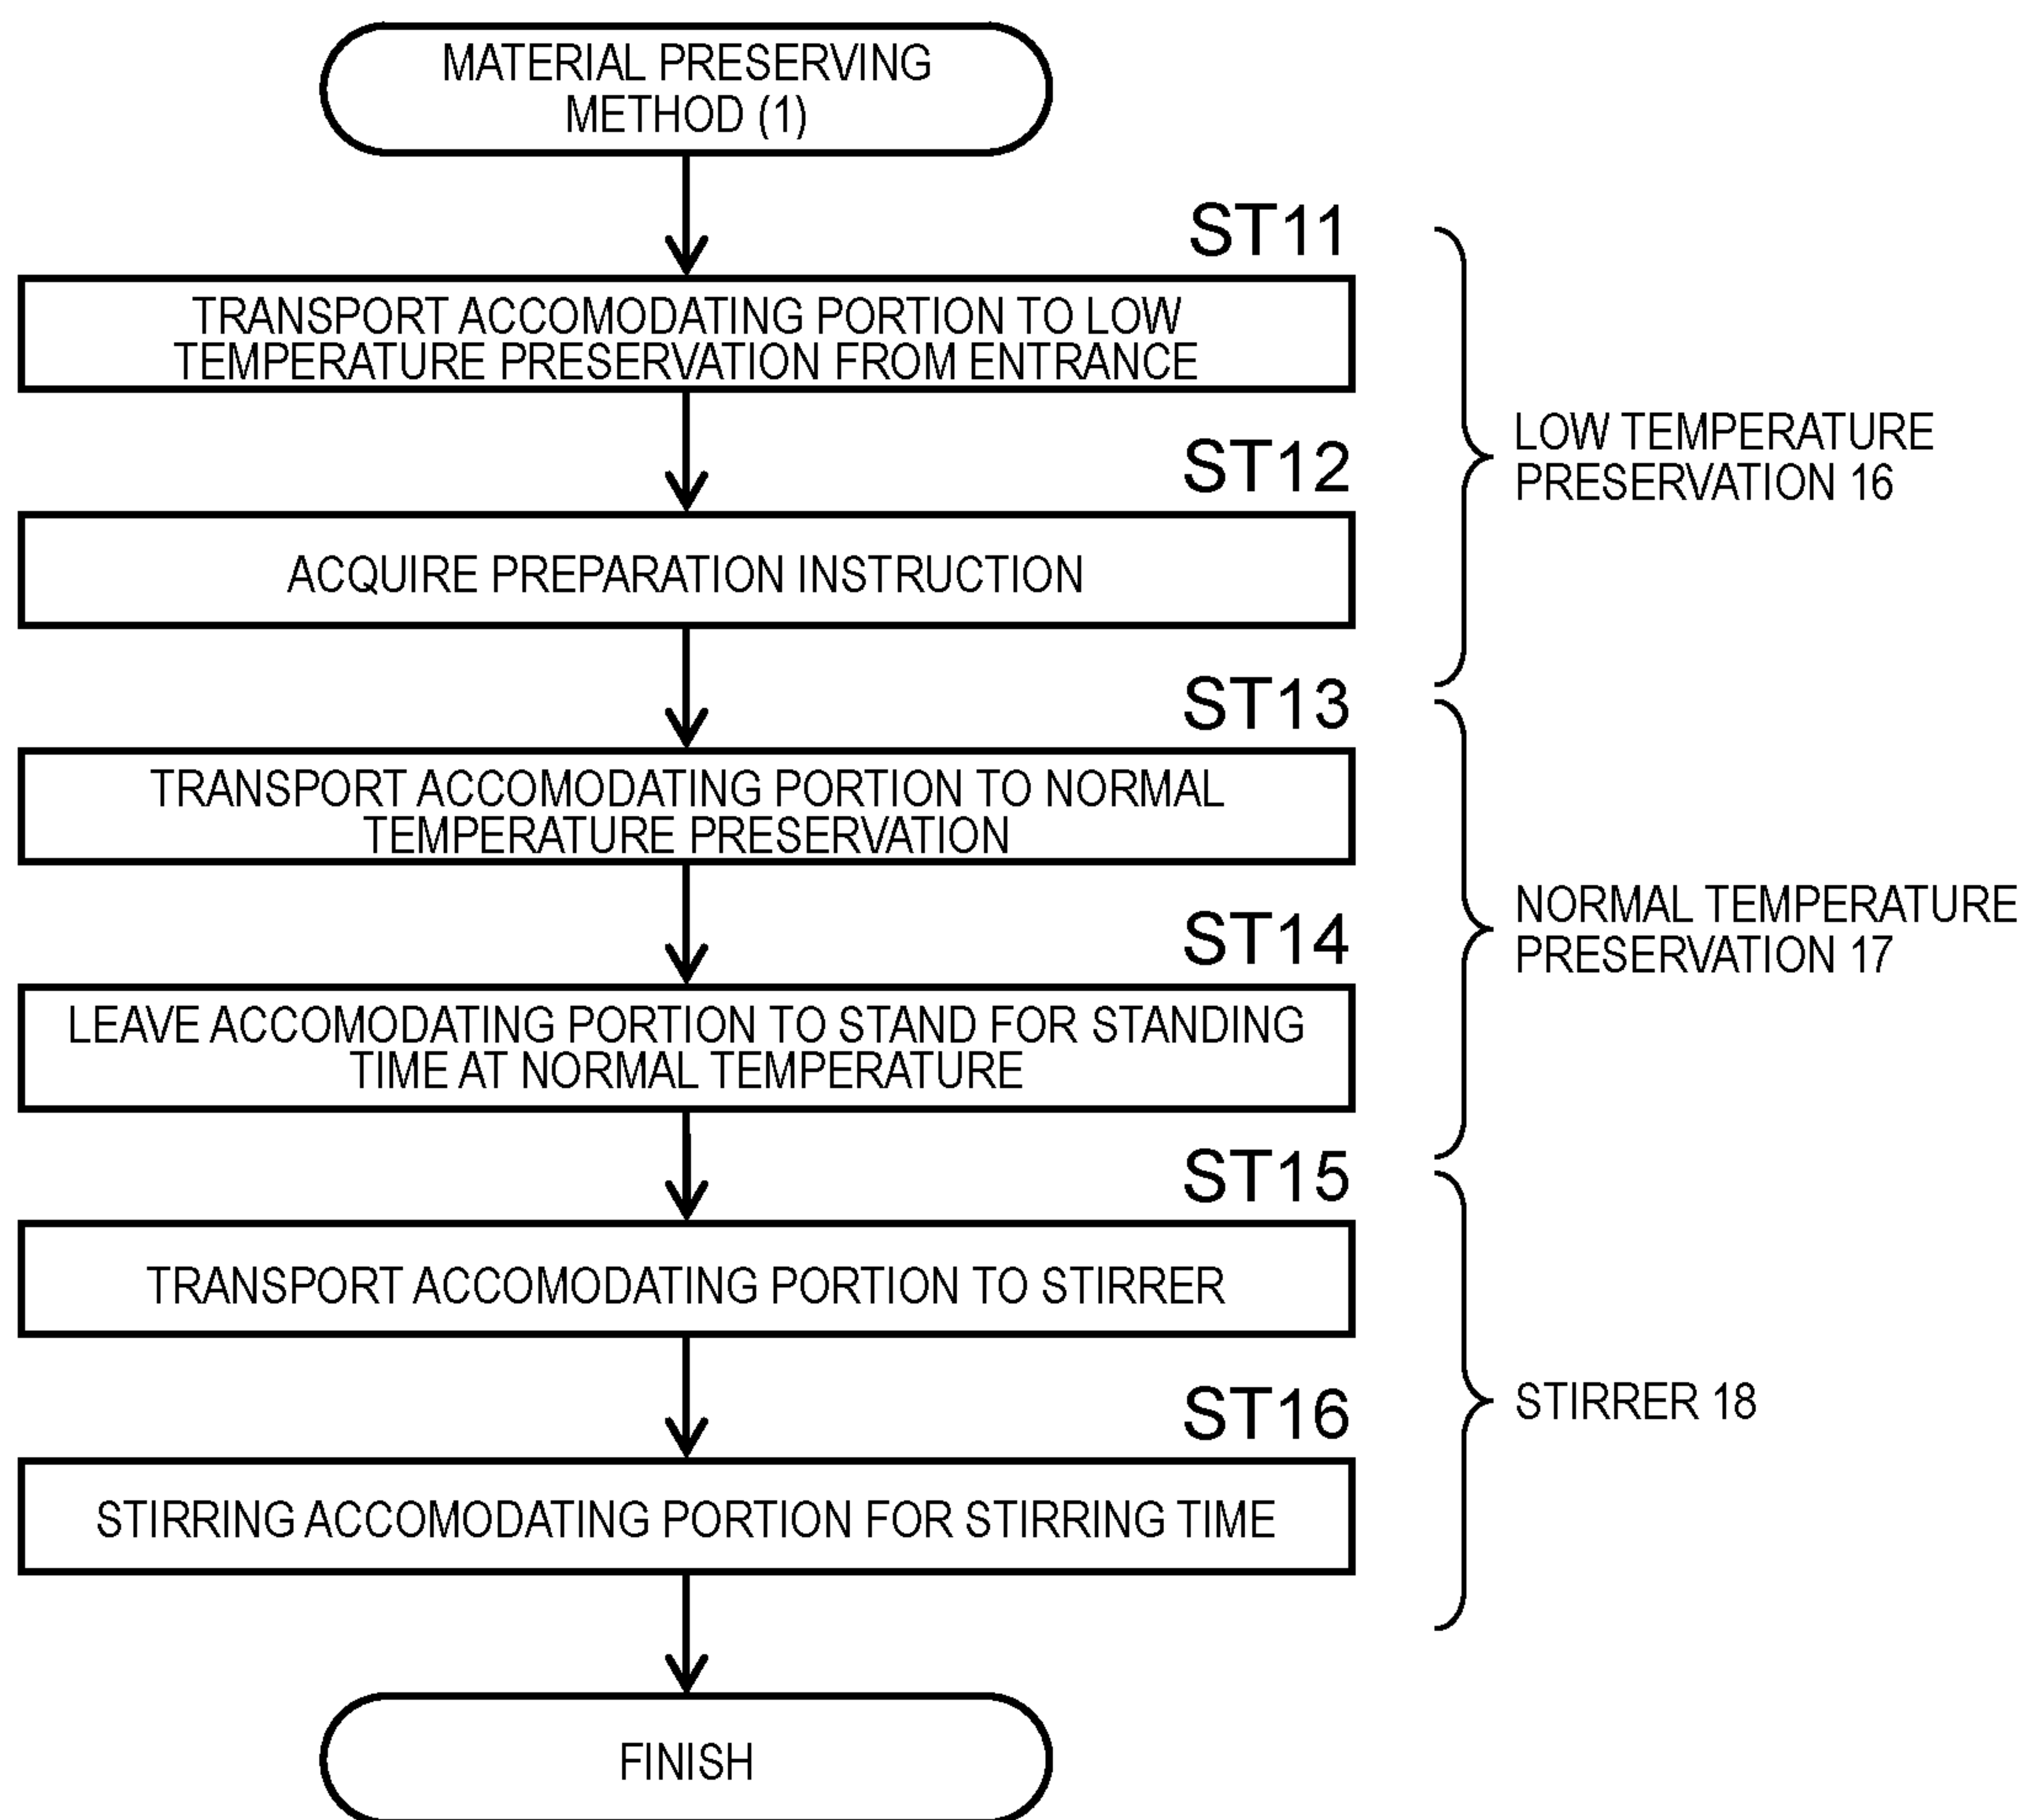 MATERIAL PRESERVING
METHOD (1)
ST11
TRANSPORT ACCOMODATING PORTION TO LOW
TEMPERATURE PRESERVATION FROM ENTRANCE
LOW TEMPERATURE
PRESERVATION 16
ST12
ACQUIRE PREPARATION INSTRUCTION
ST13
TRANSPORT ACCOMODATING PORTION TO NORMAL
TEMPERATURE PRESERVATION
NORMAL TEMPERATURE
PRESERVATION 17
ST14
LEAVE ACCOMODATING PORTION TO STAND FOR STANDING
TIME AT NORMAL TEMPERATURE
ST15
TRANSPORT ACCOMODATING PORTION TO STIRRER
STIRRER 18
ST16
STIRRING ACCOMODATING PORTION FOR STIRRING TIME
FINISH